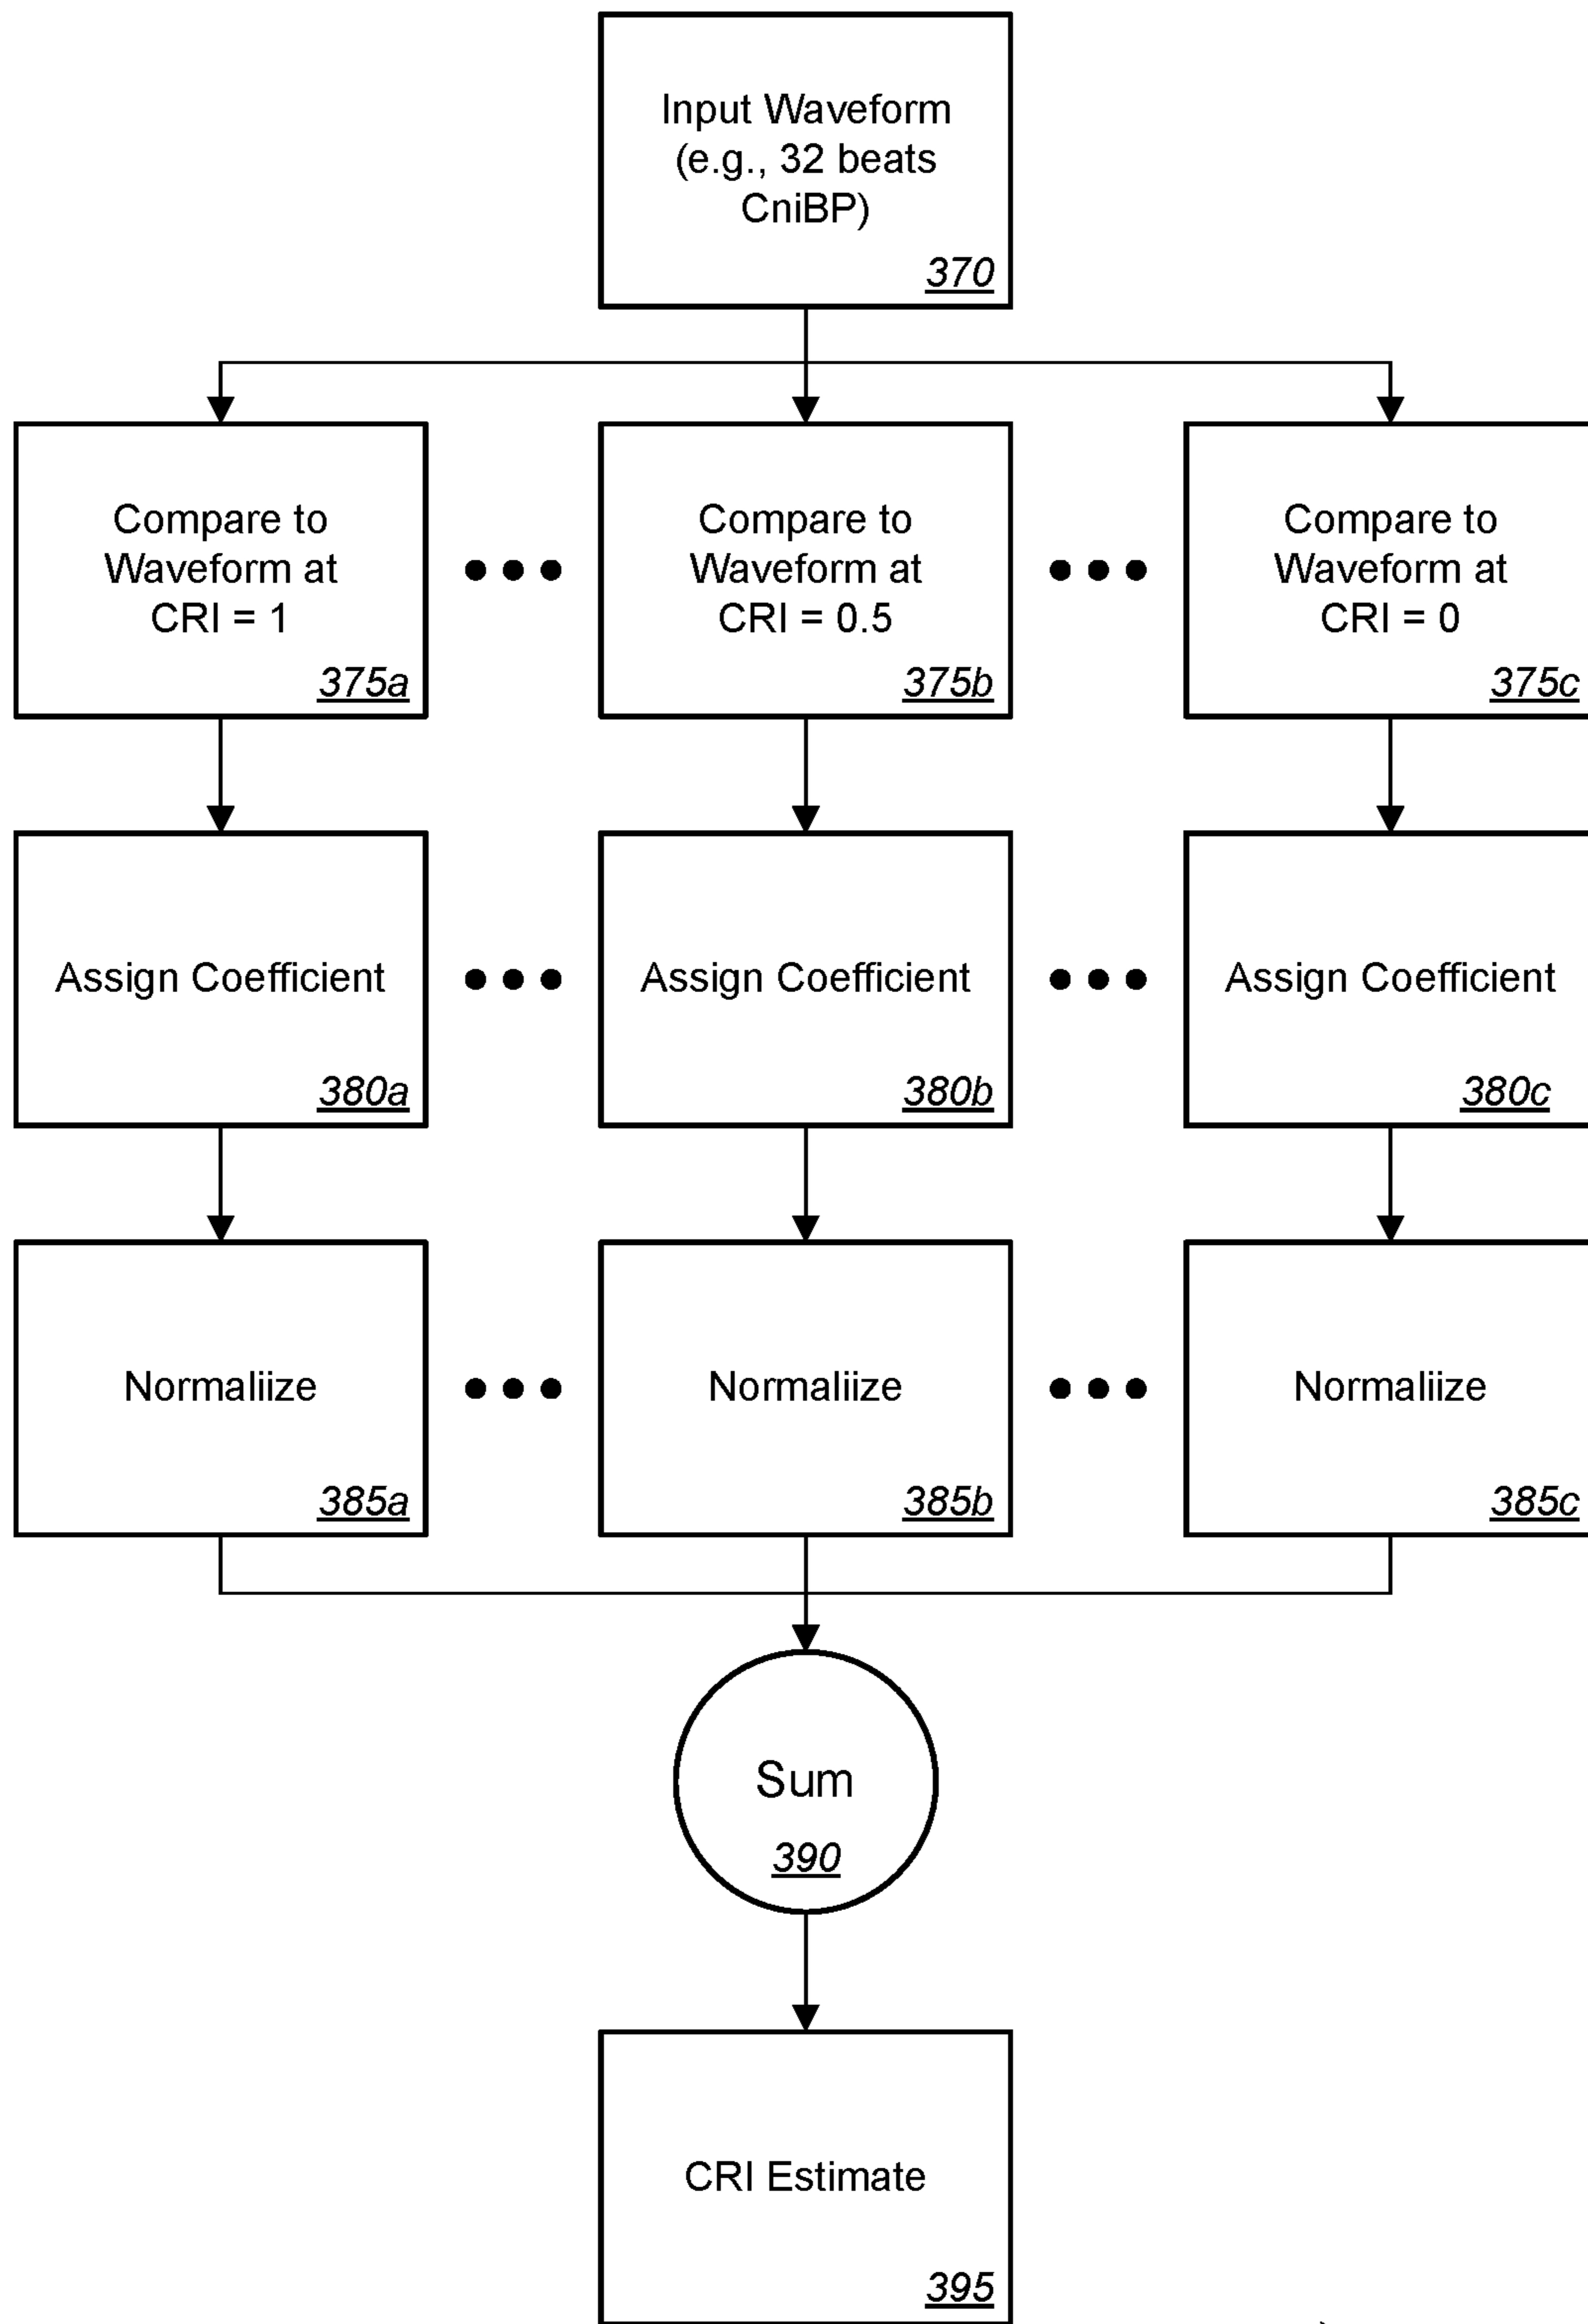 Input Waveform
(e.g., 32 beats
CniBP)
370
Compare to
Waveform at
CRI = 1
375a
Compare to
Waveform at
CRI = 0.5
375b
Compare to
Waveform at
CRI = 0
375c
Assign Coefficient
380a
Assign Coefficient
380b
Assign Coefficient
380c
Normaliize
385a
Normaliize
385b
Normaliize
385c
Sum
390
CRI Estimate
395